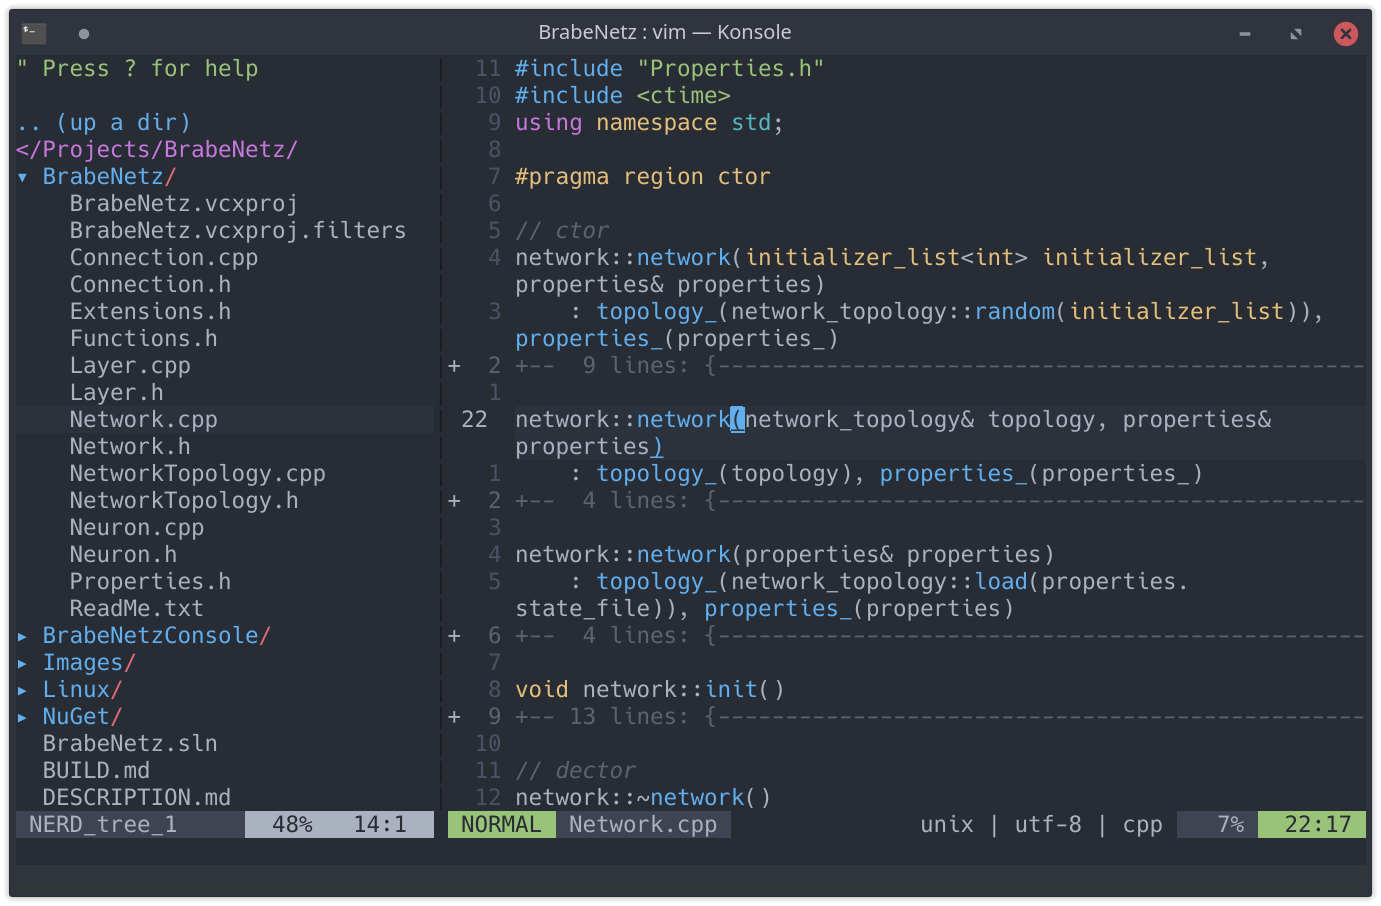 BrabeNetz : vim — Konsole
" Press ? for help
.. (up a dir)
</Projects/BrabeNetz/
▾ BrabeNetz/
BrabeNetz.vcxproj
BrabeNetz.vcxproj.filters
Connection.cpp
Connection.h
Extensions.h
Functions.h
Layer.cpp
Layer.h
Network.cpp
Network.h
NetworkTopology.cpp
NetworkTopology.h
Neuron.cpp
Neuron.h
Properties.h
ReadMe.txt
▸ BrabeNetzConsole/
▸ Images/
▸ Linux/
▸ NuGet/
BrabeNetz.sln
BUILD.md
DESCRIPTION.md
NERD_tree_1 48% 14:1
11 #include "Properties.h"
10 #include <ctime>
9 using namespace std;
8
7 #pragma region ctor
6
5 // ctor
4 network::network(initializer_list<int> initializer_list,
properties& properties)
3     : topology_(network_topology::random(initializer_list)),
properties_(properties_)
+ 2 +--  9 lines: {------------------------------------------------
1
22 network::network(network_topology& topology, properties&
properties)
1     : topology_(topology), properties_(properties_)
+ 2 +--  4 lines: {------------------------------------------------
3
4 network::network(properties& properties)
5     : topology_(network_topology::load(properties.
state_file)), properties_(properties)
+ 6 +--  4 lines: {------------------------------------------------
7
8 void network::init()
+ 9 +-- 13 lines: {------------------------------------------------
10
11 // dector
12 network::~network()
NORMAL Network.cpp unix | utf-8 | cpp 7% 22:17